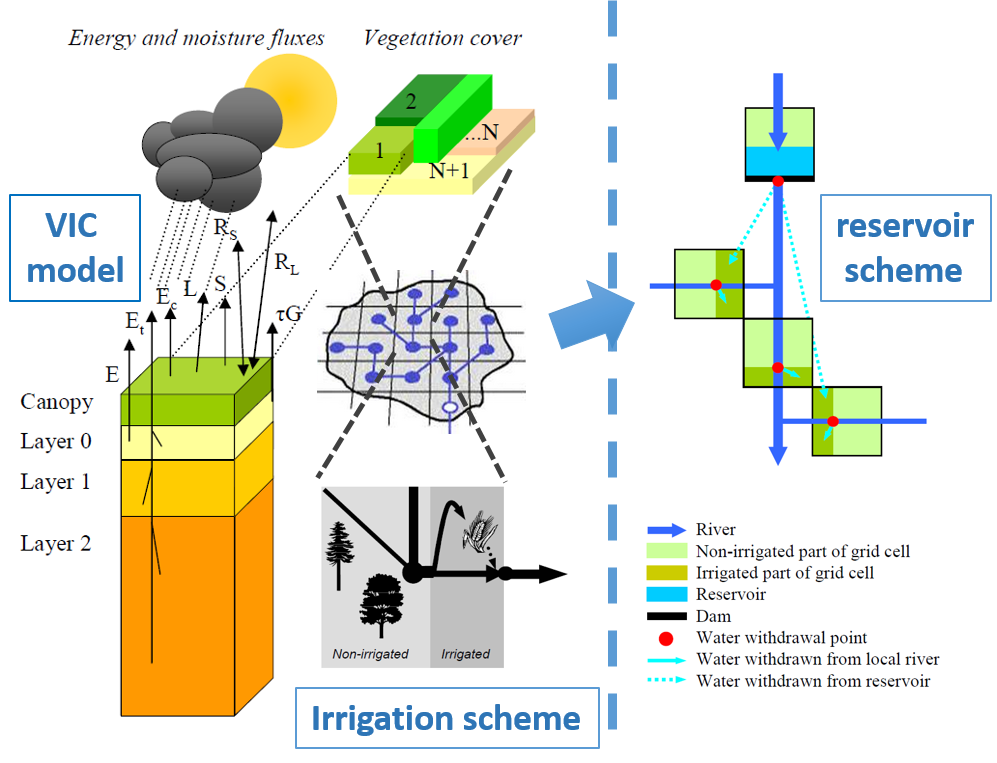 Energy and moisture fluxes
Vegetation cover
2
1
...N
N+1
VIC
model
reservoir
scheme
R_S
R_L
E_c
L
S
E_t
τG
E
Canopy
Layer 0
Layer 1
Layer 2
Non-irrigated
Irrigated
Irrigation scheme
River
Non-irrigated part of grid cell
Irrigated part of grid cell
Reservoir
Dam
Water withdrawal point
Water withdrawn from local river
Water withdrawn from reservoir